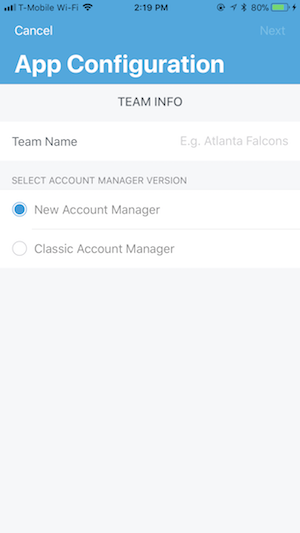 T-Mobile Wi-Fi 2:19 PM 80%
Cancel Next
App Configuration
TEAM INFO
Team Name E.g. Atlanta Falcons
SELECT ACCOUNT MANAGER VERSION
New Account Manager
Classic Account Manager